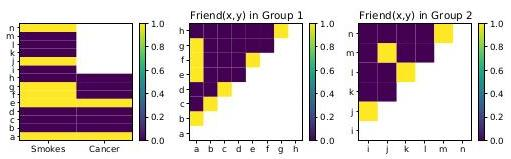 Friend(x,y) in Group 1
Friend(x,y) in Group 2
n
m
l
k
j
i
h
g
f
e
d
c
b
a
Smokes Cancer
1.0
0.8
0.6
0.4
0.2
0.0
h
g
f
e
d
c
b
a
a b c d e f g h
1.0
0.8
0.6
0.4
0.2
0.0
n
m
l
k
j
i
i j k l m n
1.0
0.8
0.6
0.4
0.2
0.0